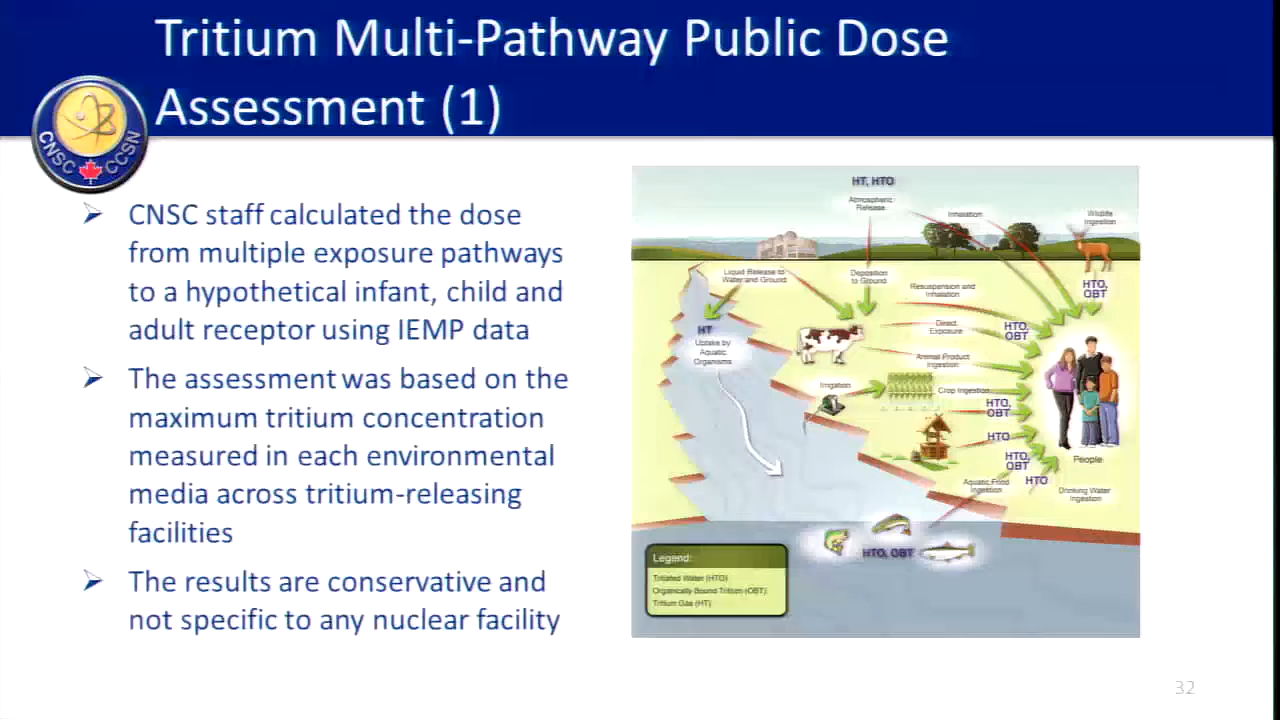 Tritium Multi-Pathway Public Dose
Assessment (1)
CNSC CCSN
➢ CNSC staff calculated the dose
from multiple exposure pathways
to a hypothetical infant, child and
adult receptor using IEMP data
➢ The assessment was based on the
maximum tritium concentration
measured in each environmental
media across tritium-releasing
facilities
➢ The results are conservative and
not specific to any nuclear facility
HT, HTO
Atmospheric
Release
Inhalation
Wildlife
Ingestion
Liquid Release to
Water and Ground
Deposition
to Ground
Resuspension and
Inhalation
HTO,
OBT
HT
Uptake by
Aquatic
Organisms
Direct
Exposure
HTO,
OBT
Animal Product
Ingestion
Irrigation
Crop Ingestion
HTO,
OBT
HTO
HTO,
OBT
People
Aquatic Food
Ingestion
HTO
Drinking Water
Ingestion
HTO, OBT
Legend:
Tritiated Water (HTO)
Organically Bound Tritium (OBT)
Tritium Gas (HT)
32